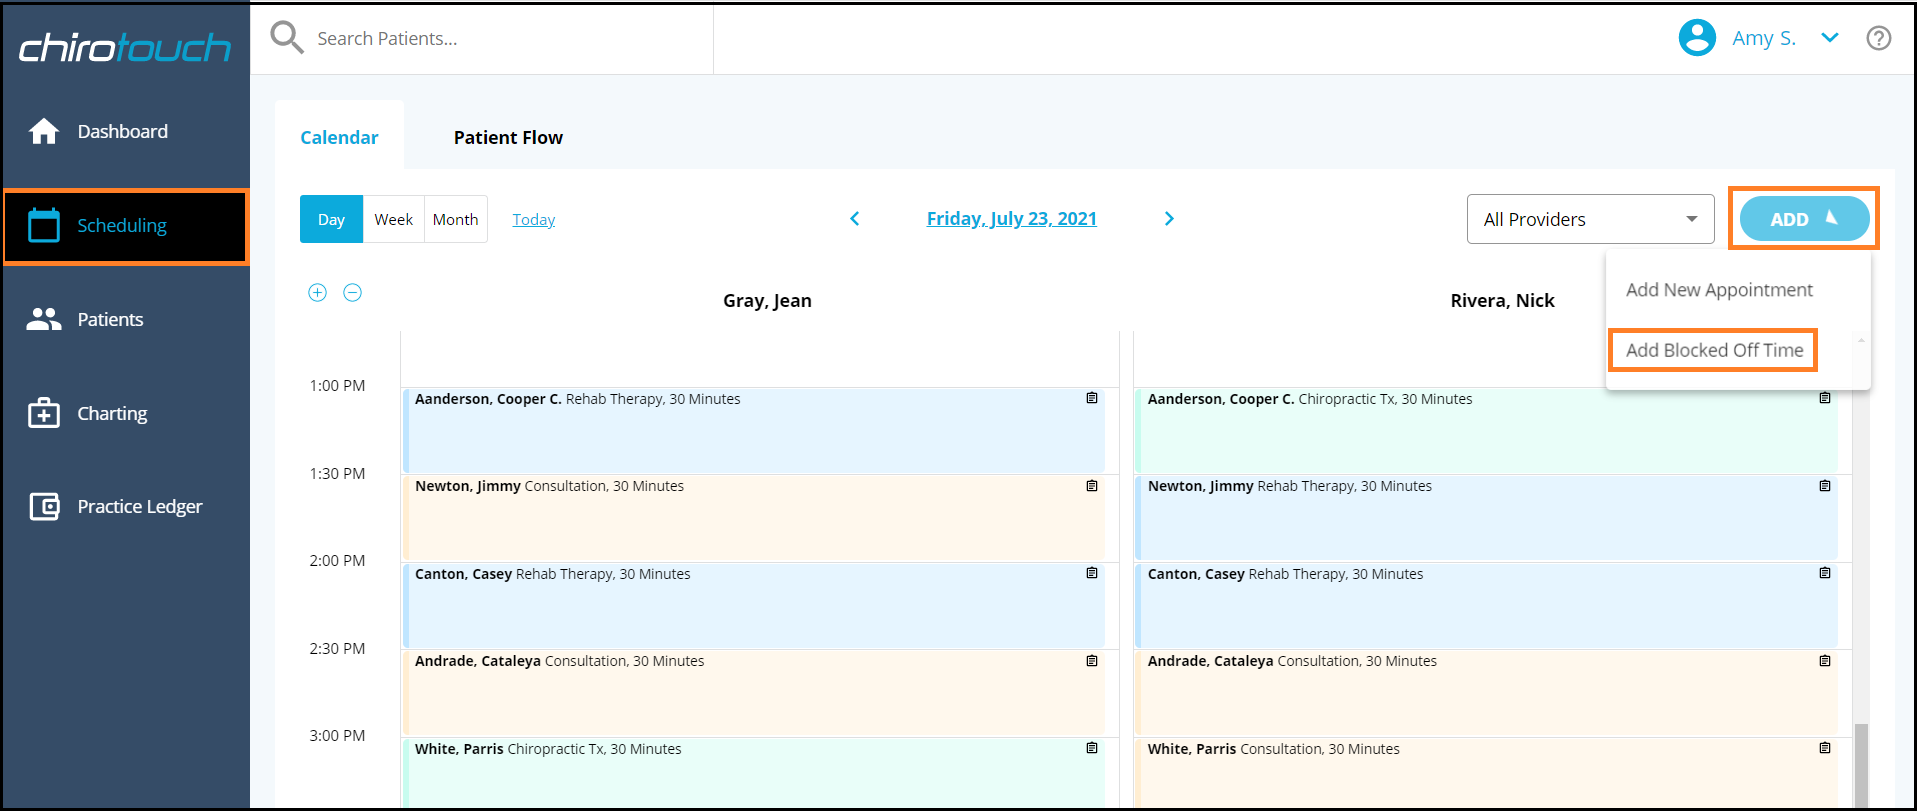 chirotouch
Search Patients...
Amy S.
Dashboard
Scheduling
Patients
Charting
Practice Ledger
Calendar
Patient Flow
Day
Week
Month
Today
Friday, July 23, 2021
All Providers
ADD
Add New Appointment
Add Blocked Off Time
Gray, Jean
Rivera, Nick
1:00 PM
Aanderson, Cooper C. Rehab Therapy, 30 Minutes
Aanderson, Cooper C. Chiropractic Tx, 30 Minutes
1:30 PM
Newton, Jimmy Consultation, 30 Minutes
Newton, Jimmy Rehab Therapy, 30 Minutes
2:00 PM
Canton, Casey Rehab Therapy, 30 Minutes
Canton, Casey Rehab Therapy, 30 Minutes
2:30 PM
Andrade, Cataleya Consultation, 30 Minutes
Andrade, Cataleya Consultation, 30 Minutes
3:00 PM
White, Parris Chiropractic Tx, 30 Minutes
White, Parris Consultation, 30 Minutes